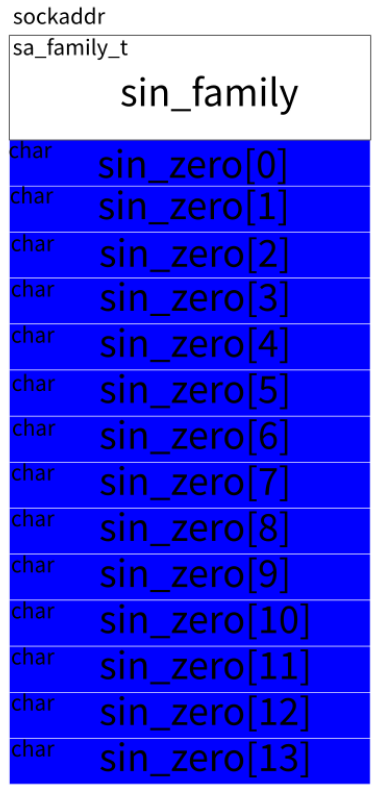 sockaddr
sa_family_t
sin_family
char
sin_zero[0]
char
sin_zero[1]
char
sin_zero[2]
char
sin_zero[3]
char
sin_zero[4]
char
sin_zero[5]
char
sin_zero[6]
char
sin_zero[7]
char
sin_zero[8]
char
sin_zero[9]
char
sin_zero[10]
char
sin_zero[11]
char
sin_zero[12]
char
sin_zero[13]